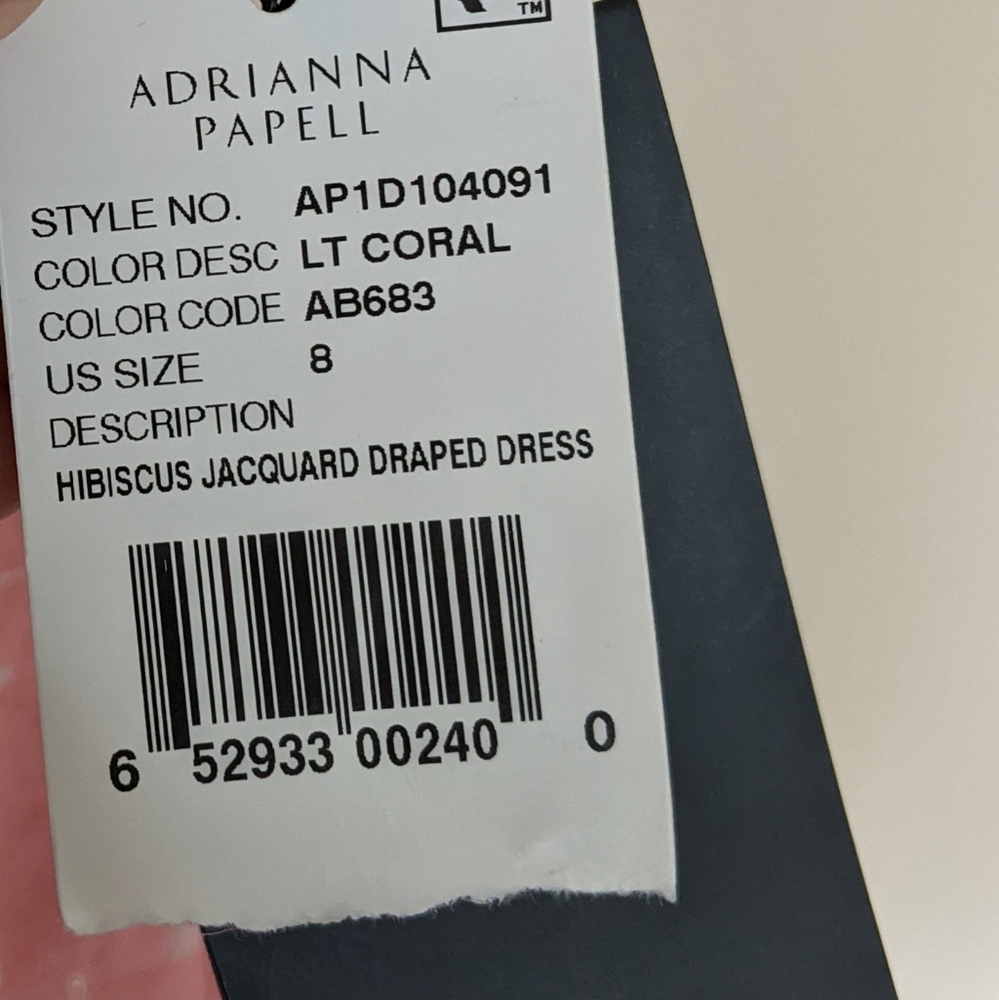 TM
ADRIANNA
PAPELL
STYLE NO. AP1D104091
COLOR DESC LT CORAL
COLOR CODE AB683
US SIZE 8
DESCRIPTION
HIBISCUS JACQUARD DRAPED DRESS
6 52933 00240 0